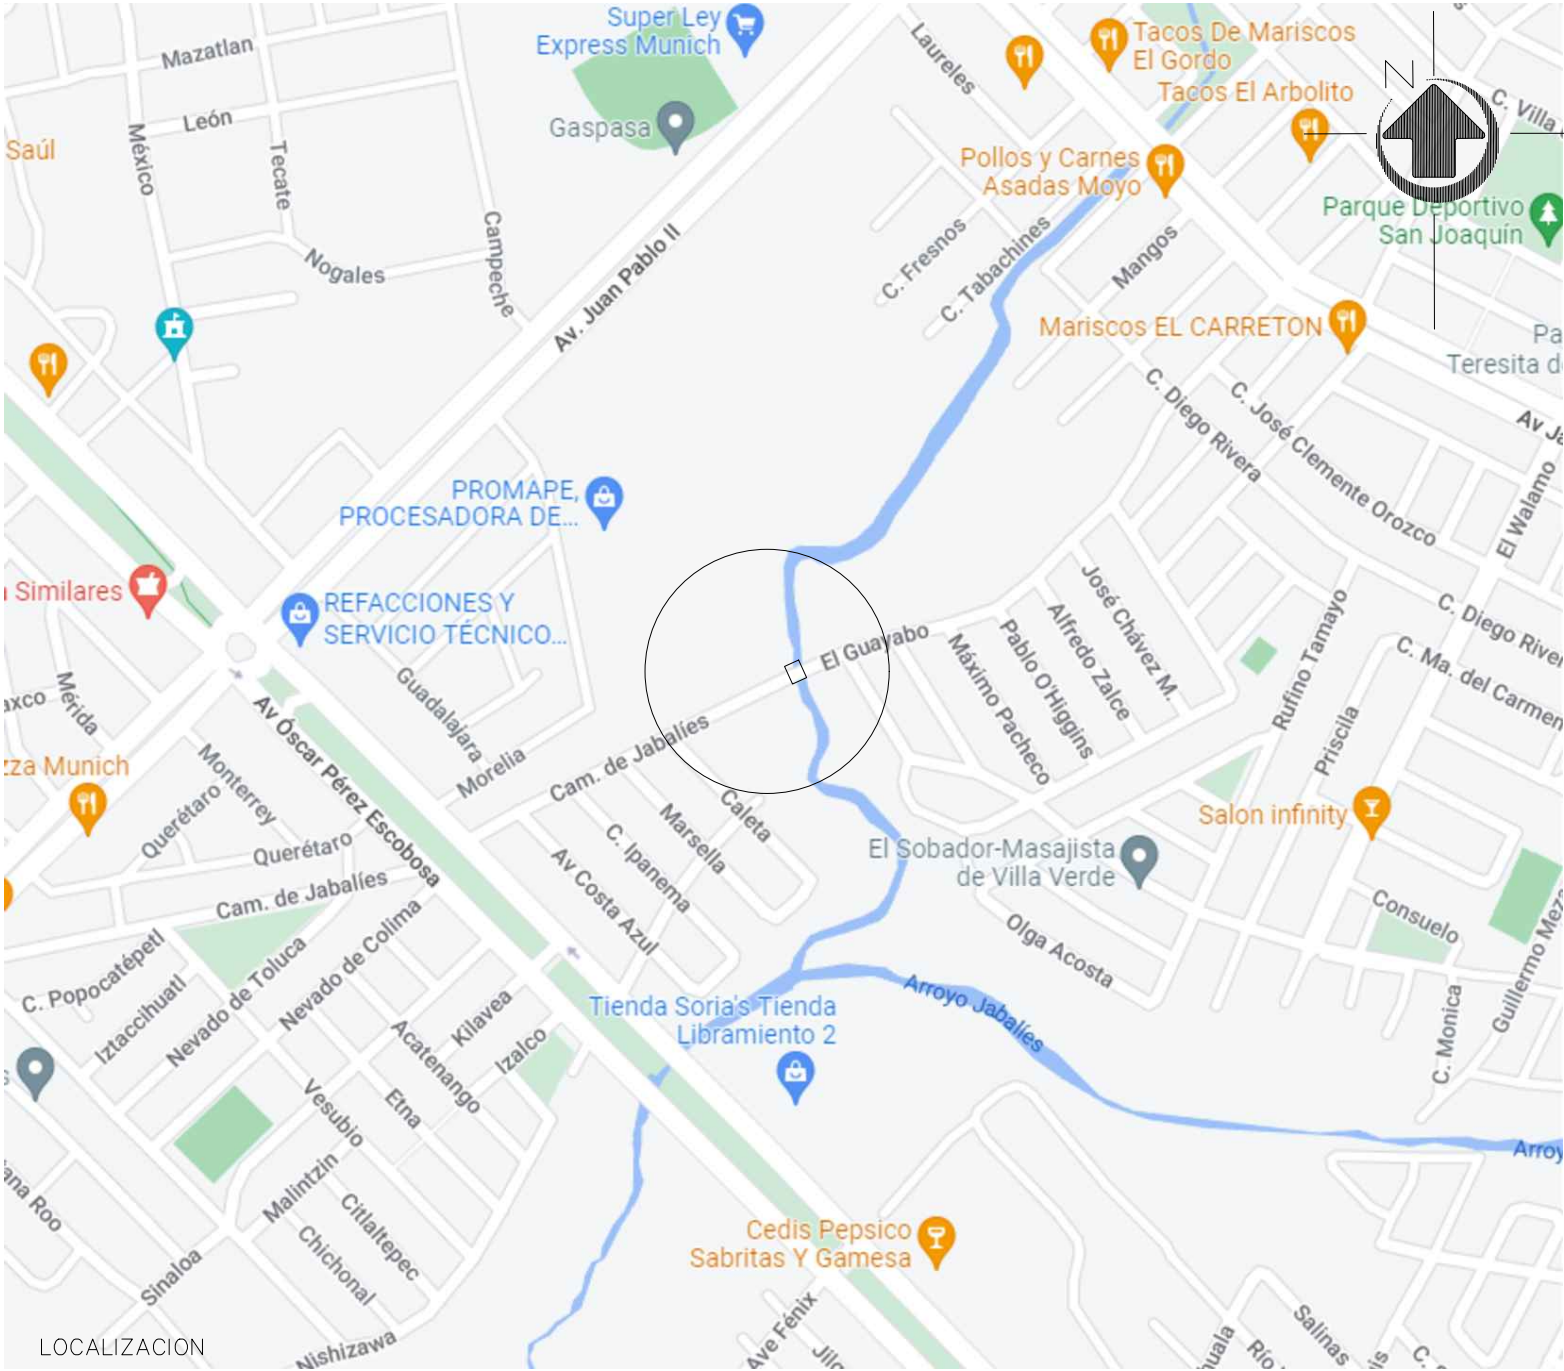 Super Ley
Express Munich
Mazatlan
León
México
Tecate
Saúl
Gaspasa
Laureles
Tacos De Mariscos
El Gordo
Tacos El Arbolito
N
C. Villa
Pollos y Carnes
Asadas Moyo
Parque Deportivo
San Joaquín
Nogales
Campeche
Av. Juan Pablo II
C. Fresnos
C. Tabachines
Mangos
Mariscos EL CARRETON
Teresita
C. Diego Rivera
C. José Clemente Orozco
El Walamo
PROMAPE,
PROCESADORA DE...
Similares
REFACCIONES Y
SERVICIO TÉCNICO...
El Guayabo
Máximo Pacheco
Pablo O'Higgins
Alfredo Zalce
José Chávez M.
Rufino Tamayo
C. Diego River
C. Ma. del Carmen
Priscila
Mérida
Guadalajara
Morelia
Cam. de Jabalíes
Av Óscar Pérez Escobosa
Munich
Monterrey
Querétaro
Querétaro
Cam. de Jabalíes
Caleta
Marsella
C. Ipanema
Av Costa Azul
Salon infinity
El Sobador-Masajista
de Villa Verde
Olga Acosta
Consuelo
Guillermo Meza
C. Monica
C. Popocatépetl
Iztaccihuatl
Nevado de Toluca
Nevado de Colima
Kilavea
Izalco
Acatenango
Etna
Vesubio
Malintzin
Citlaltepec
Chichonal
Sinaloa
Nishizawa
Tienda Soria's Tienda
Libramiento 2
Arroyo Jabalíes
Arroy
Cedis Pepsico
Sabritas Y Gamesa
Ave Fénix
Salinas
Roo
LOCALIZACION